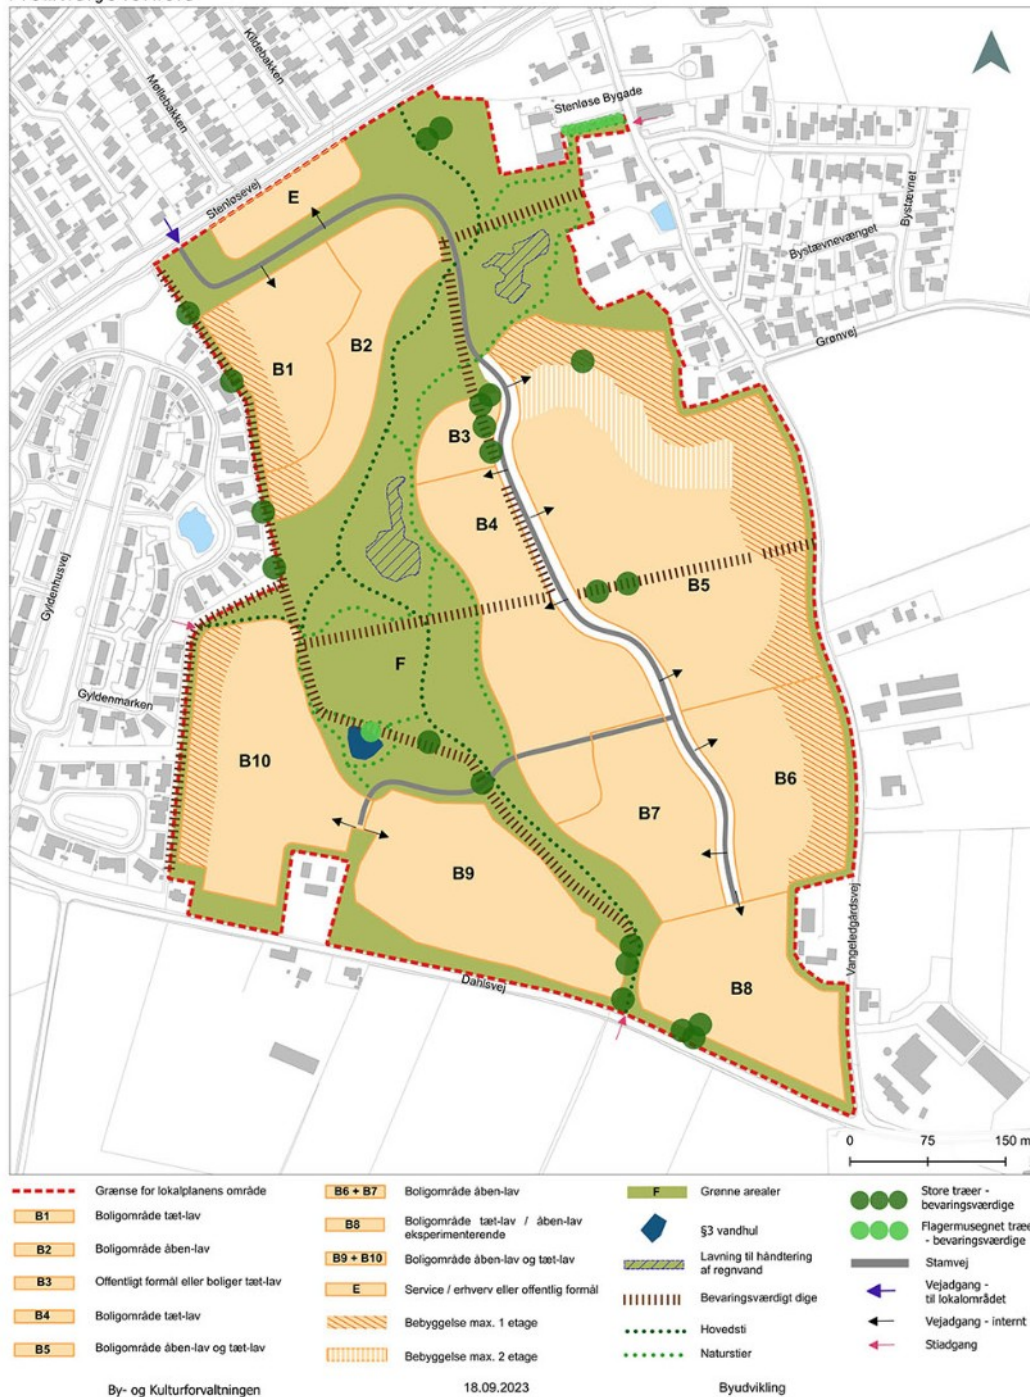 Kildebakken
Møllebakken
Stenløse Bygade
Stenløsevej
E
Bystævnet
Bystævnevænget
Grønvej
B2
B1
B3
B4
B5
Gyldenhusvej
F
Gyldenmarken
B10
B6
B7
B9
Vangeledgårdsvej
Dahlsvej
B8
0 75 150 m
Grænse for lokalplanens område
B1 Boligområde tæt-lav
B2 Boligområde åben-lav
B3 Offentligt formål eller boliger tæt-lav
B4 Boligområde tæt-lav
B5 Boligområde åben-lav og tæt-lav
B6 + B7 Boligområde åben-lav
B8 Boligområde tæt-lav / åben-lav
eksperimenterende
B9 + B10 Boligområde åben-lav og tæt-lav
E Service / erhverv eller offentlig formål
Bebyggelse max. 1 etage
Bebyggelse max. 2 etage
F Grønne arealer
§3 vandhul
Lavning til håndtering
af regnvand
Bevaringsværdigt dige
Hovedsti
Naturstier
Store træer -
bevaringsværdige
Flagermusegnet træer
- bevaringsværdige
Stamvej
Vejadgang -
til lokalområdet
Vejadgang - internt
Stiadgang
By- og Kulturforvaltningen 18.09.2023 Byudvikling